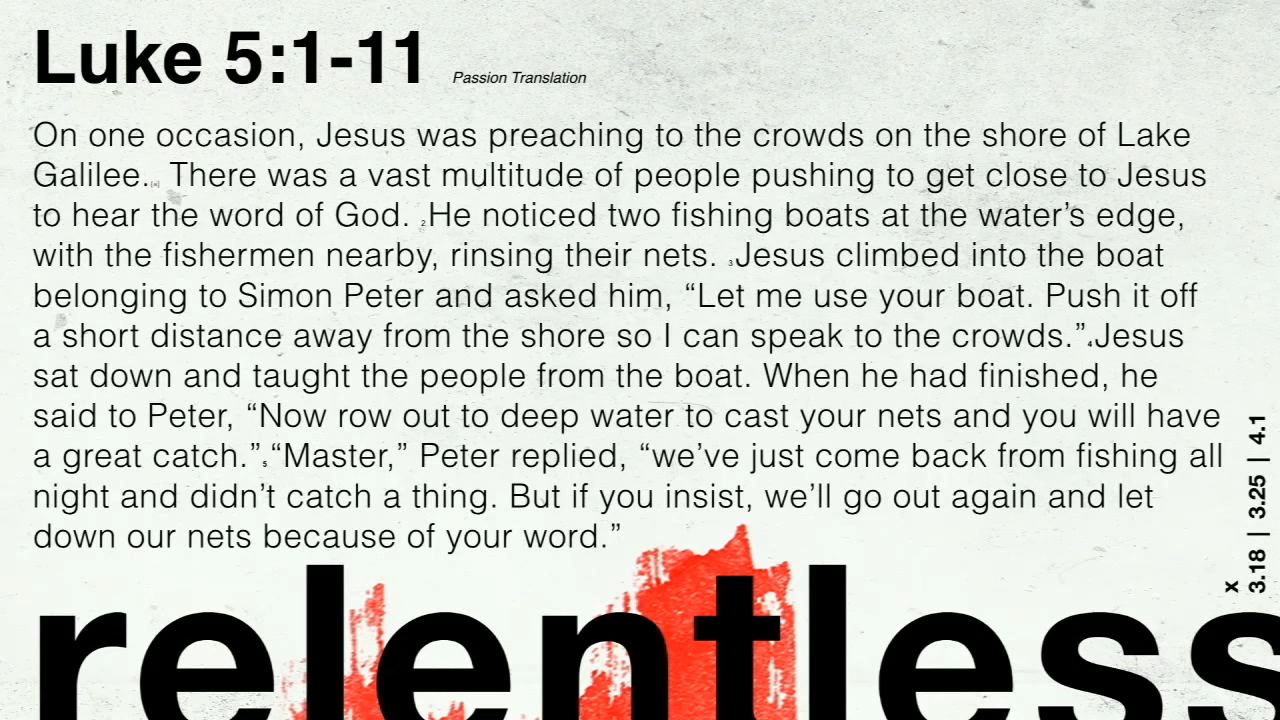 Luke 5:1-11 Passion Translation
On one occasion, Jesus was preaching to the crowds on the shore of Lake
Galilee. There was a vast multitude of people pushing to get close to Jesus
to hear the word of God. 2He noticed two fishing boats at the water’s edge,
with the fishermen nearby, rinsing their nets. 3Jesus climbed into the boat
belonging to Simon Peter and asked him, “Let me use your boat. Push it off
a short distance away from the shore so I can speak to the crowds.”4Jesus
sat down and taught the people from the boat. When he had finished, he
said to Peter, “Now row out to deep water to cast your nets and you will have
a great catch.”5“Master,” Peter replied, “we’ve just come back from fishing all
night and didn’t catch a thing. But if you insist, we’ll go out again and let
down our nets because of your word.”
x
3.18 | 3.25 | 4.1
relentless